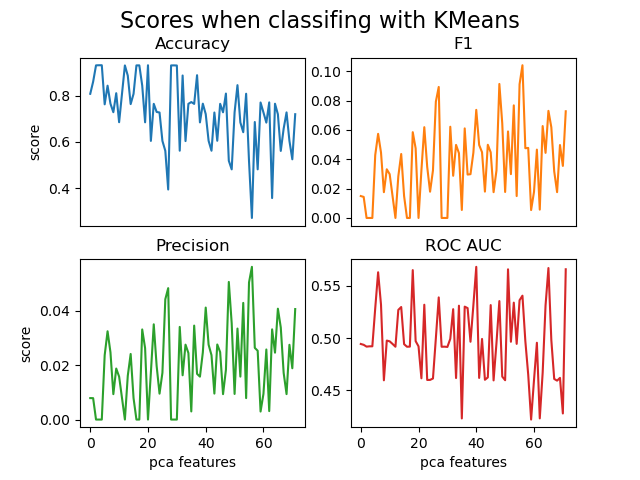 Scores when classifing with KMeans
Accuracy
F1
score
0.8
0.6
0.4
0.10
0.08
0.06
0.04
0.02
0.00
Precision
ROC AUC
score
0.04
0.02
0.00
0.55
0.50
0.45
0 20 40 60
0 20 40 60
pca features
pca features